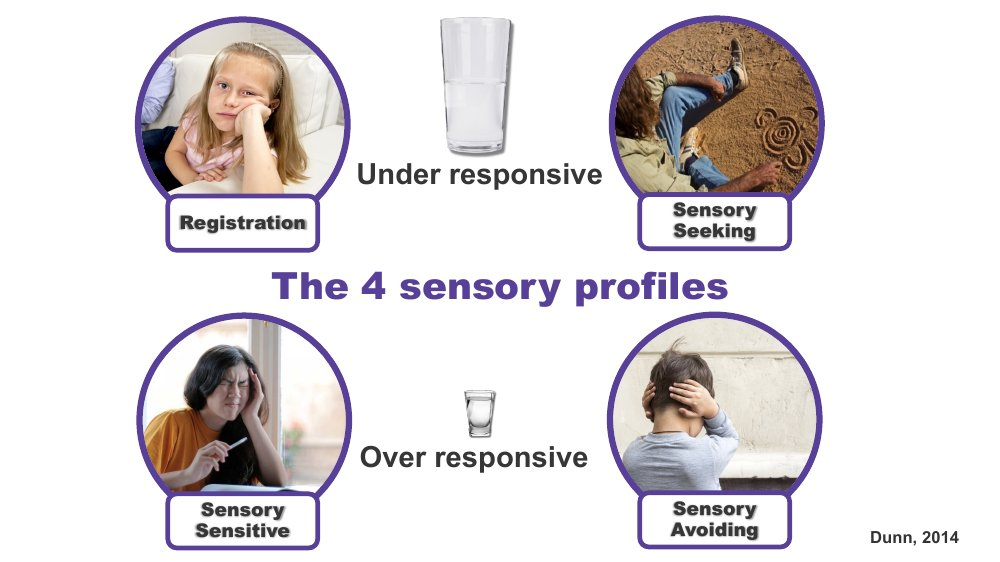 Under responsive
Registration
Sensory
Seeking
The 4 sensory profiles
Over responsive
Sensory
Sensitive
Sensory
Avoiding
Dunn, 2014